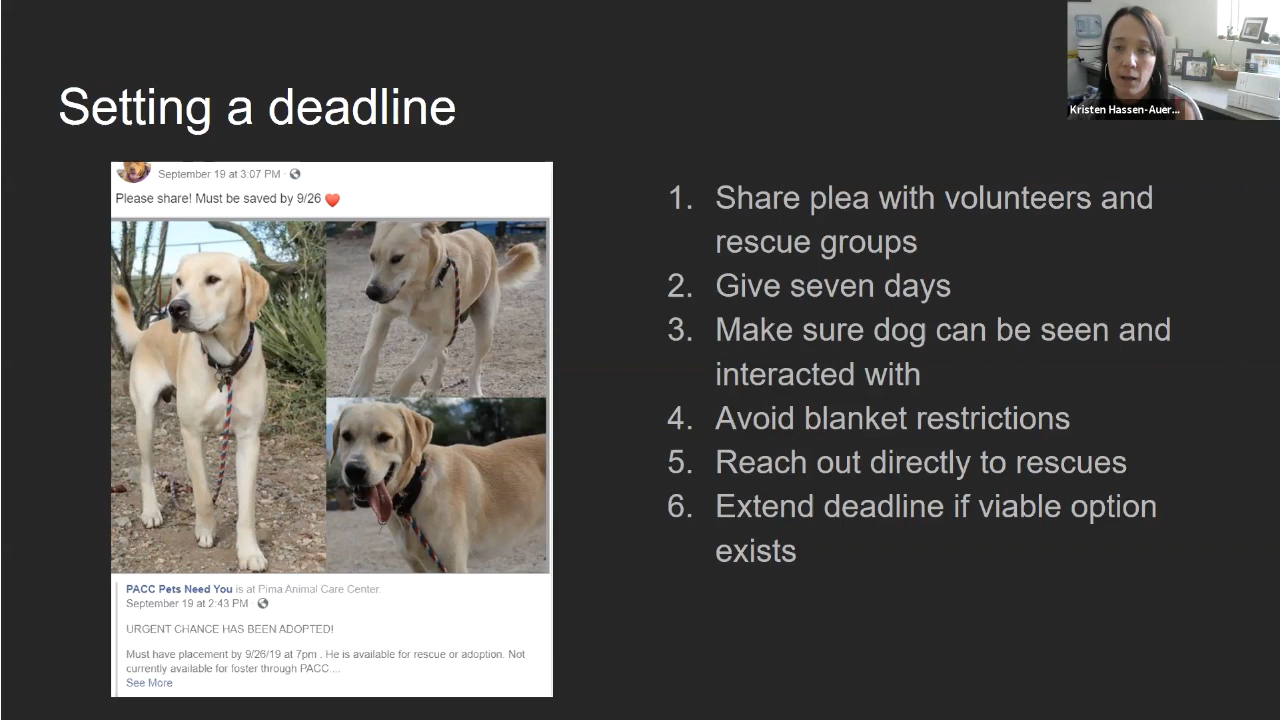 Setting a deadline
Kristen Hassen-Auer...
September 19 at 3:07 PM ·
Please share! Must be saved by 9/26 ❤️
PACC Pets Need You is at Pima Animal Care Center.
September 19 at 2:43 PM ·
URGENT CHANCE HAS BEEN ADOPTED!
Must have placement by 9/26/19 at 7pm . He is available for rescue or adoption. Not
currently available for foster through PACC....
See More
1. Share plea with volunteers and
rescue groups
2. Give seven days
3. Make sure dog can be seen and
interacted with
4. Avoid blanket restrictions
5. Reach out directly to rescues
6. Extend deadline if viable option
exists